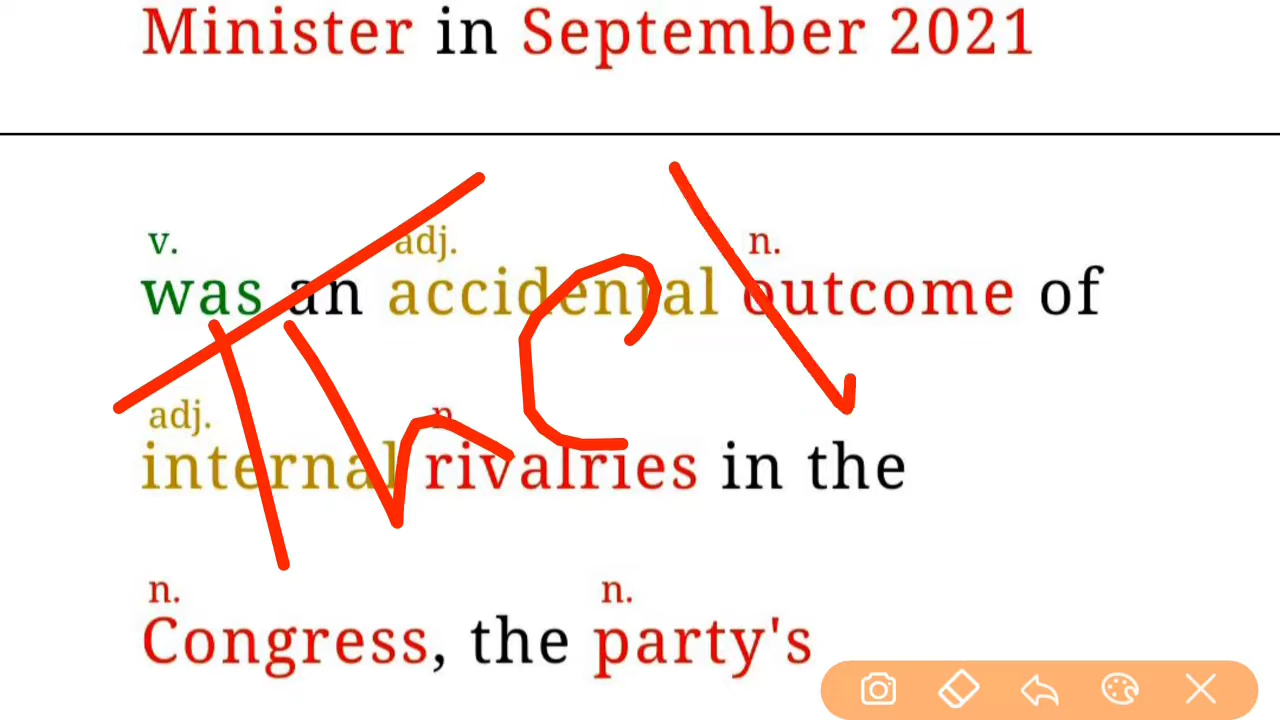 Minister in September 2021
v. adj. n.
was an accidental outcome of
adj. n.
internal rivalries in the
n. n.
Congress, the party's